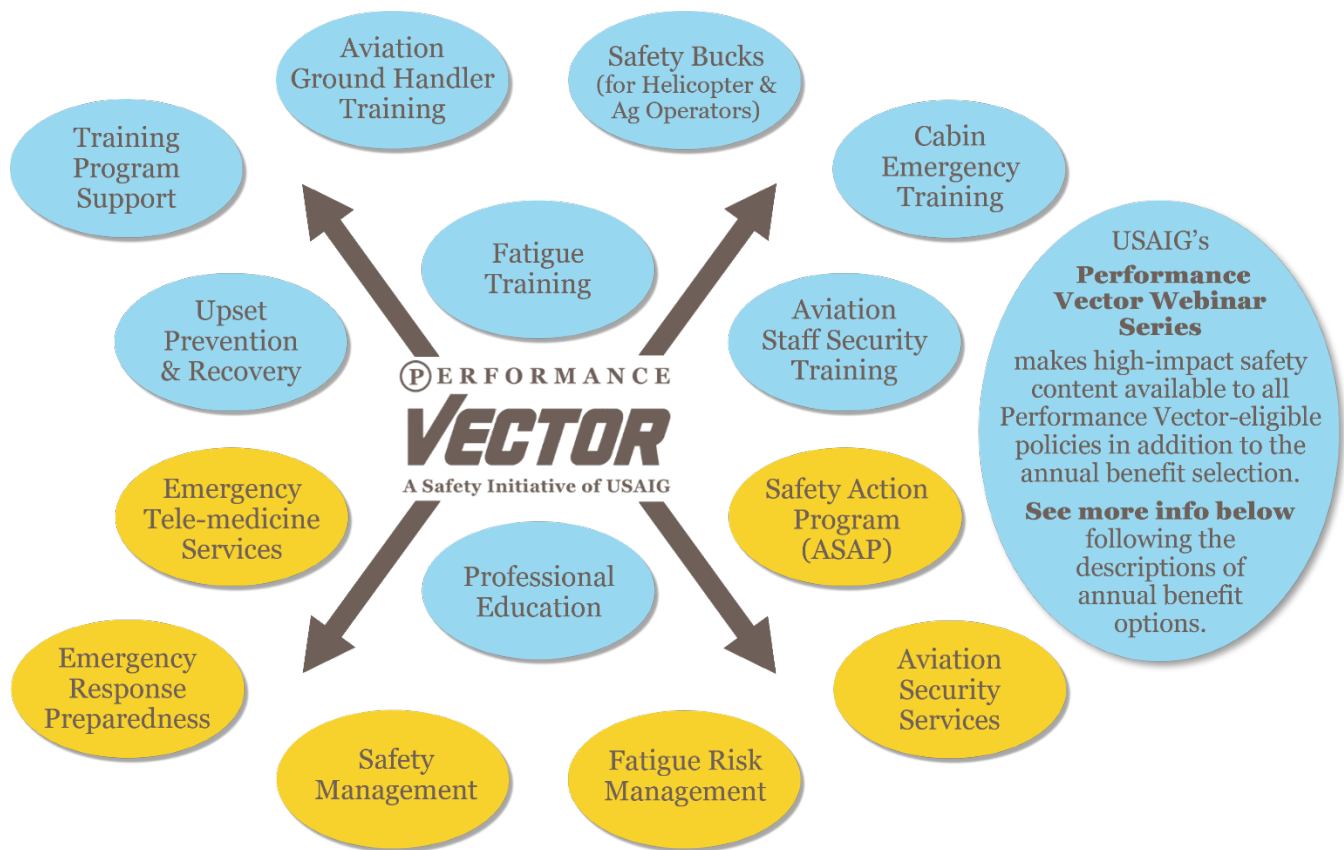 Aviation
Ground Handler
Training
Safety Bucks
(for Helicopter &
Ag Operators)
Training
Program
Support
Cabin
Emergency
Training
Fatigue
Training
Upset
Prevention
& Recovery
Aviation
Staff Security
Training
USAIG's
Performance
Vector Webinar
Series
makes high-impact safety
content available to all
Performance Vector-eligible
policies in addition to the
annual benefit selection.
See more info below
following the
descriptions of
annual benefit
options.
PERFORMANCE
VECTOR
A Safety Initiative of USAIG
Emergency
Tele-medicine
Services
Safety Action
Program
(ASAP)
Professional
Education
Emergency
Response
Preparedness
Aviation
Security
Services
Safety
Management
Fatigue Risk
Management